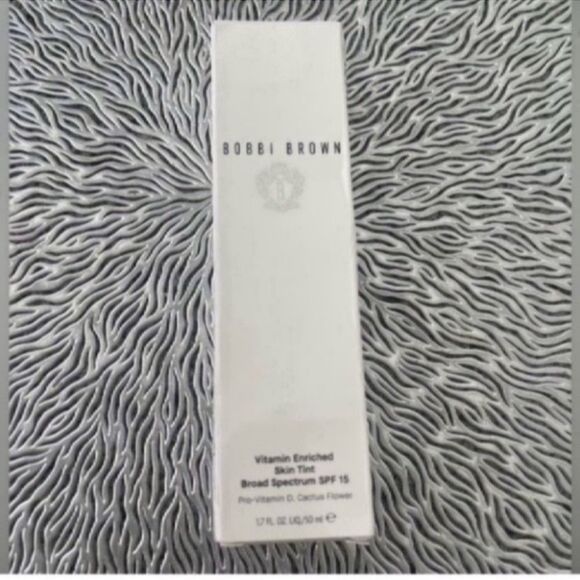 BOBBI BROWN
B
Vitamin Enriched
Skin Tint
Broad Spectrum SPF 15
Pro-Vitamin D, Cactus Flower
1.7 FL. OZ. LIQ./50 ml e